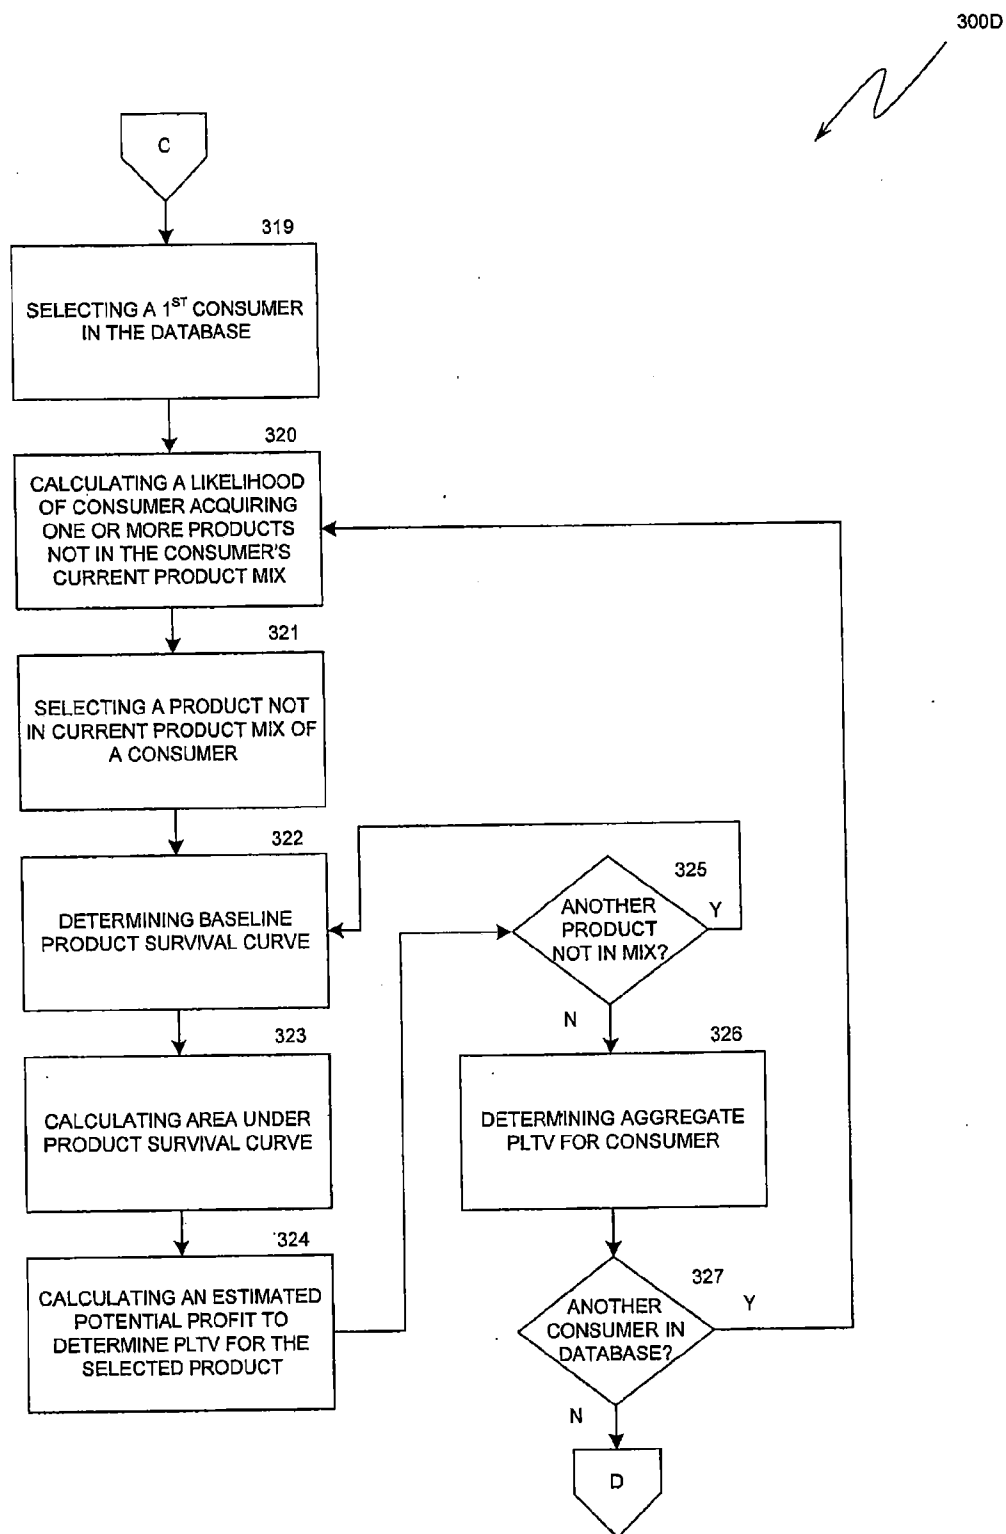 300D
C
319
SELECTING A 1ST CONSUMER
IN THE DATABASE
320
CALCULATING A LIKELIHOOD
OF CONSUMER ACQUIRING
ONE OR MORE PRODUCTS
NOT IN THE CONSUMER'S
CURRENT PRODUCT MIX
321
SELECTING A PRODUCT NOT
IN CURRENT PRODUCT MIX OF
A CONSUMER
322
DETERMINING BASELINE
PRODUCT SURVIVAL CURVE
323
CALCULATING AREA UNDER
PRODUCT SURVIVAL CURVE
324
CALCULATING AN ESTIMATED
POTENTIAL PROFIT TO
DETERMINE PLTV FOR THE
SELECTED PRODUCT
325
ANOTHER
PRODUCT
NOT IN MIX?
Y
N
326
DETERMINING AGGREGATE
PLTV FOR CONSUMER
327
ANOTHER
CONSUMER IN
DATABASE?
Y
N
D